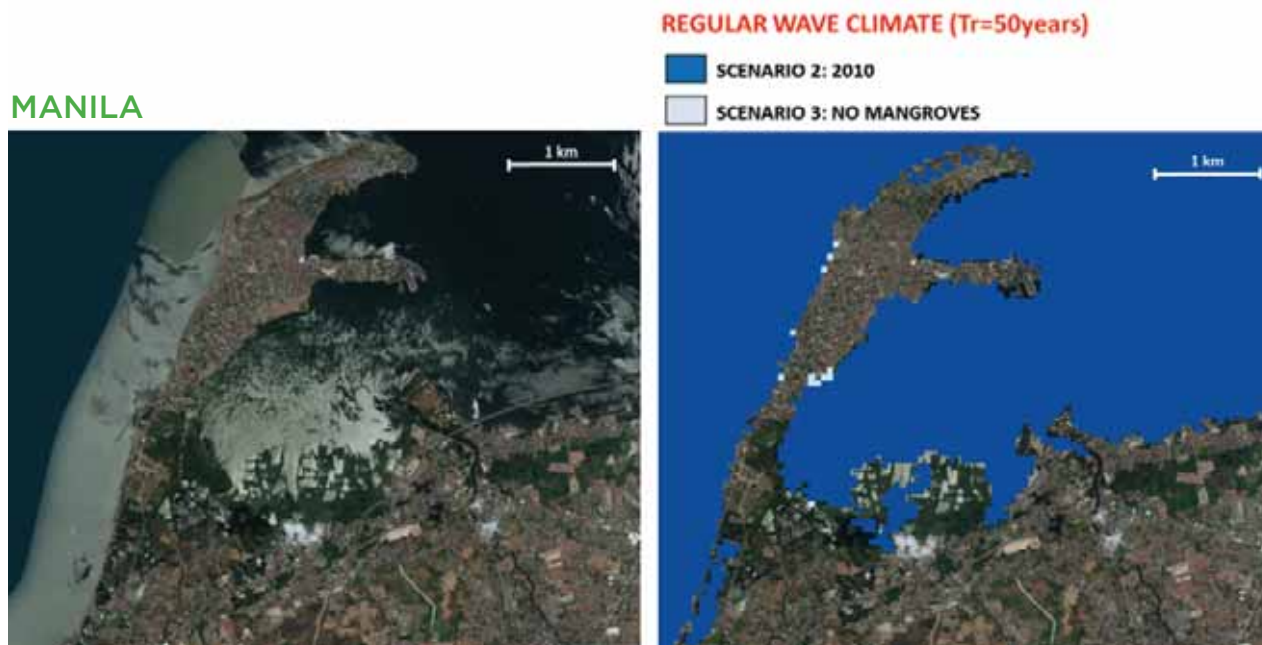 REGULAR WAVE CLIMATE (Tr=50years)
SCENARIO 2: 2010
SCENARIO 3: NO MANGROVES
MANILA
1 km
1 km